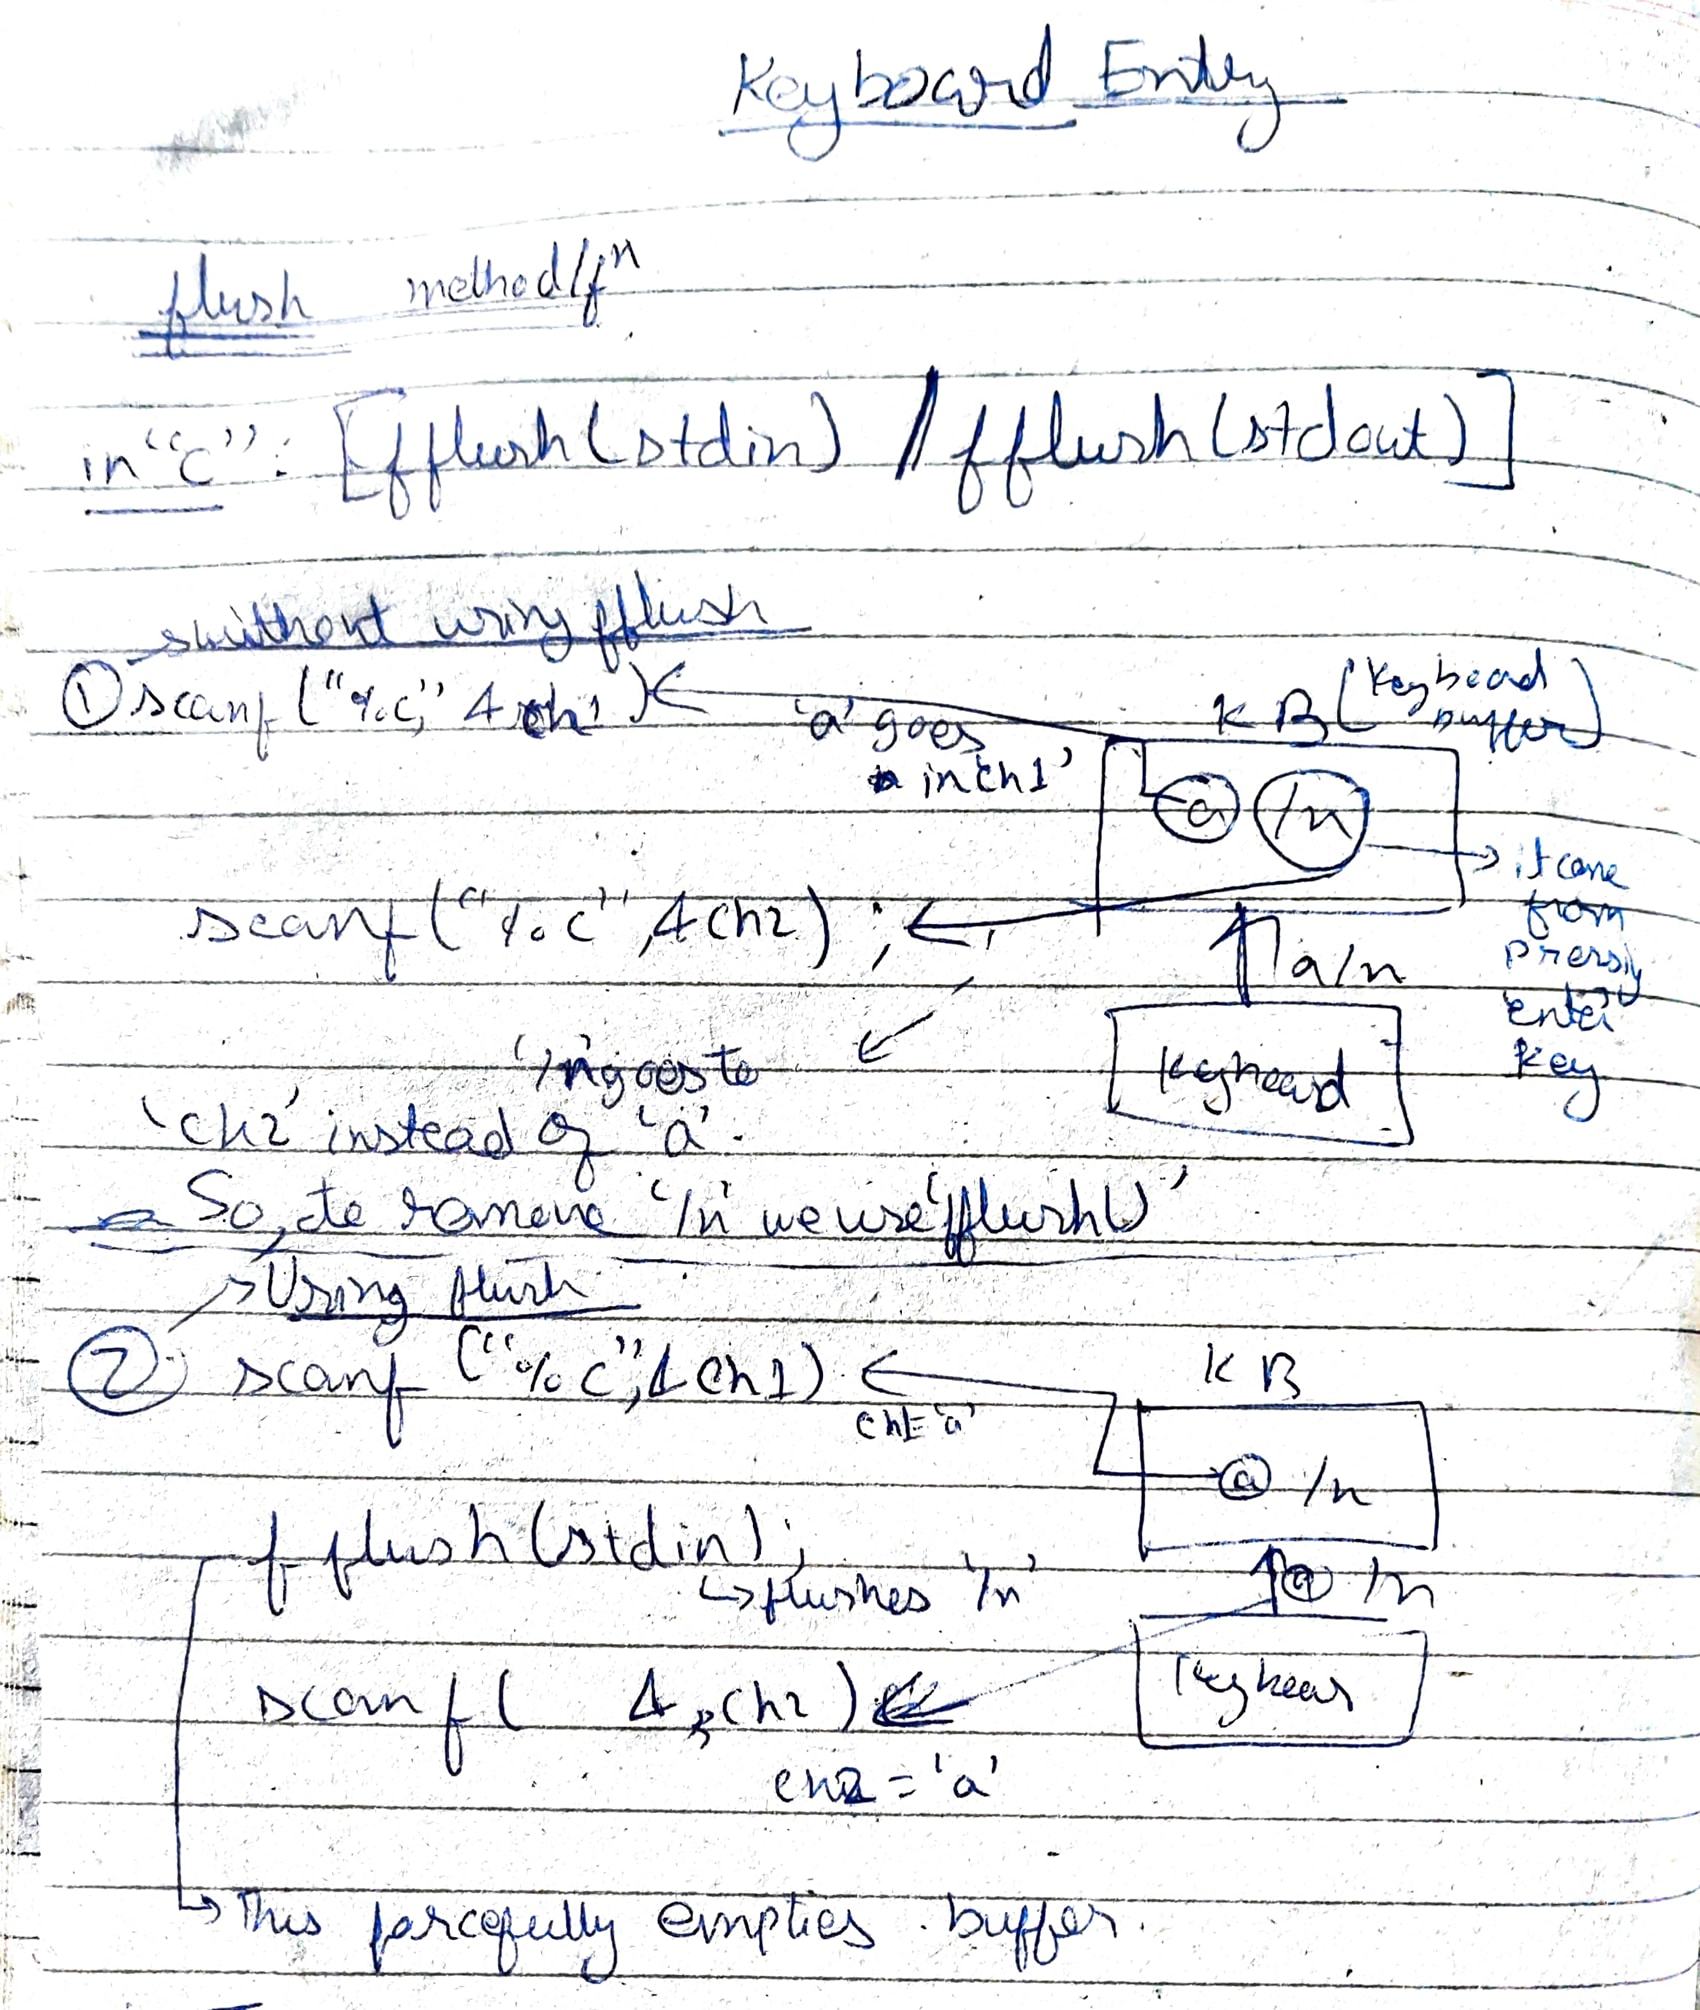 Keyboard Entry
flush method/fⁿ
in "C": [fflush(stdin) / fflush(stdout)]
without using fflush
① scanf("%c", &ch1)
'a' goes
in ch1'
KB (Keyboard
buffer)
a /n
it come
from
pressing
enter
key
scanf("%c", &ch2);
a/n
Keyboard
'/n' goes to
'ch2' instead of 'a'.
So, to remove '/n' we use 'fflush()'
Using flush
② scanf ("%c", &ch1)
ch1='a'
KB
a /n
fflush(stdin);
flushes '/n'
a /n
scanf( &,ch2)
ch2 = 'a'
This forcefully empties buffer.